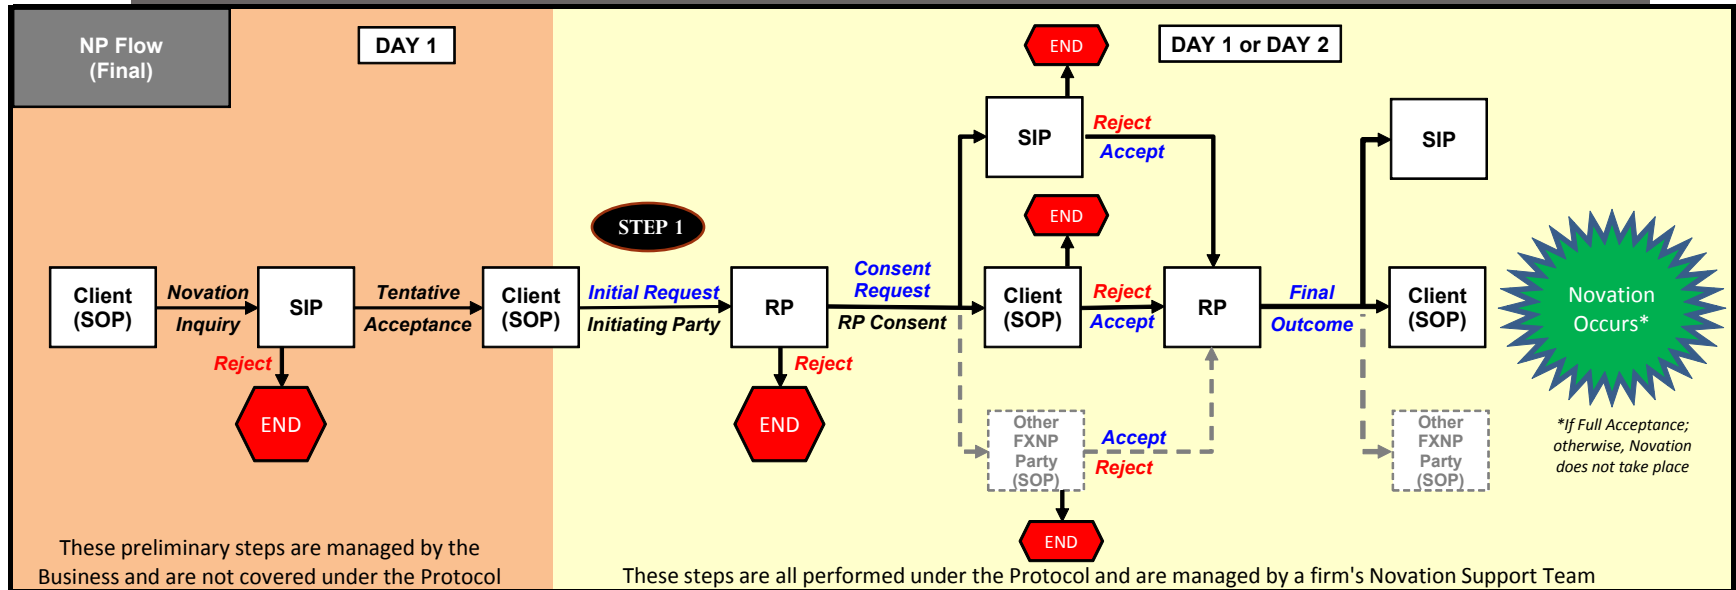 NP Flow
(Final)
DAY 1
DAY 1 or DAY 2
END
SIP
Reject
Accept
SIP
STEP 1
END
Client
(SOP)
Novation
Inquiry
SIP
Tentative
Acceptance
Client
(SOP)
Initial Request
Initiating Party
RP
Consent
Request
RP Consent
Client
(SOP)
Reject
Accept
RP
Final
Outcome
Client
(SOP)
Novation
Occurs*
Reject
END
Reject
END
Other
FXNP
Party
(SOP)
Accept
Reject
END
Other
FXNP
Party
(SOP)
*If Full Acceptance;
otherwise, Novation
does not take place
These preliminary steps are managed by the
Business and are not covered under the Protocol
These steps are all performed under the Protocol and are managed by a firm's Novation Support Team